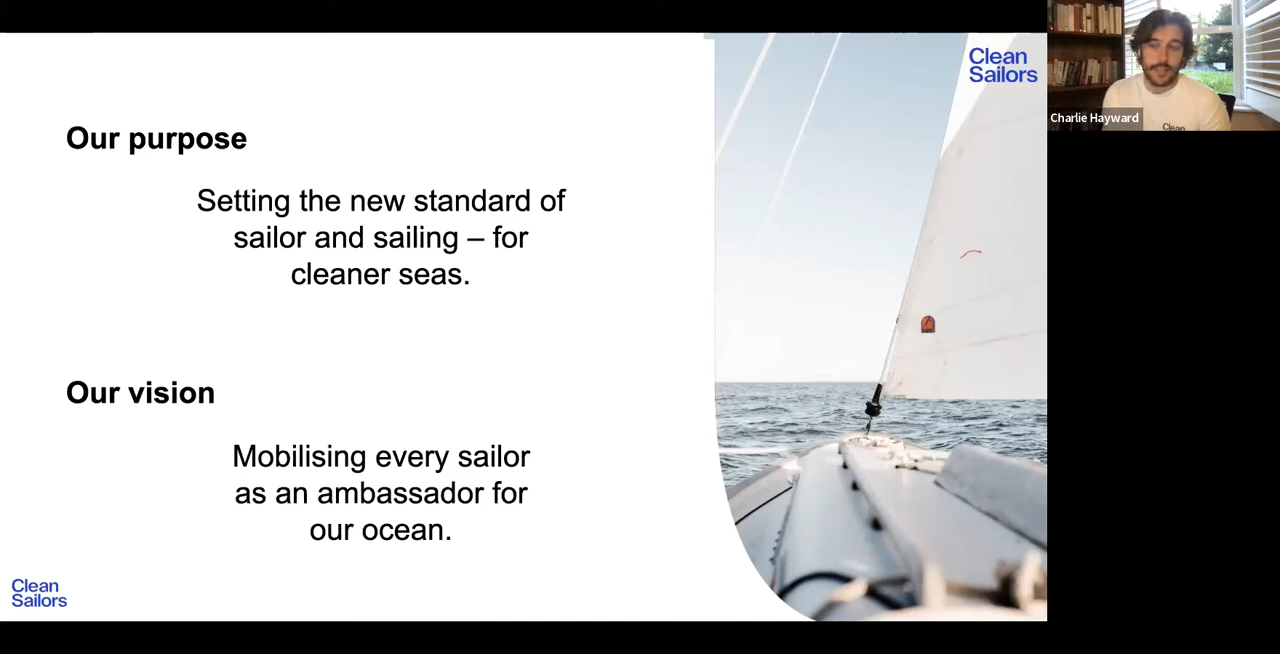 Our purpose
Setting the new standard of
sailor and sailing – for
cleaner seas.
Our vision
Mobilising every sailor
as an ambassador for
our ocean.
Clean
Sailors
Clean
Sailors
Charlie Hayward
Clean